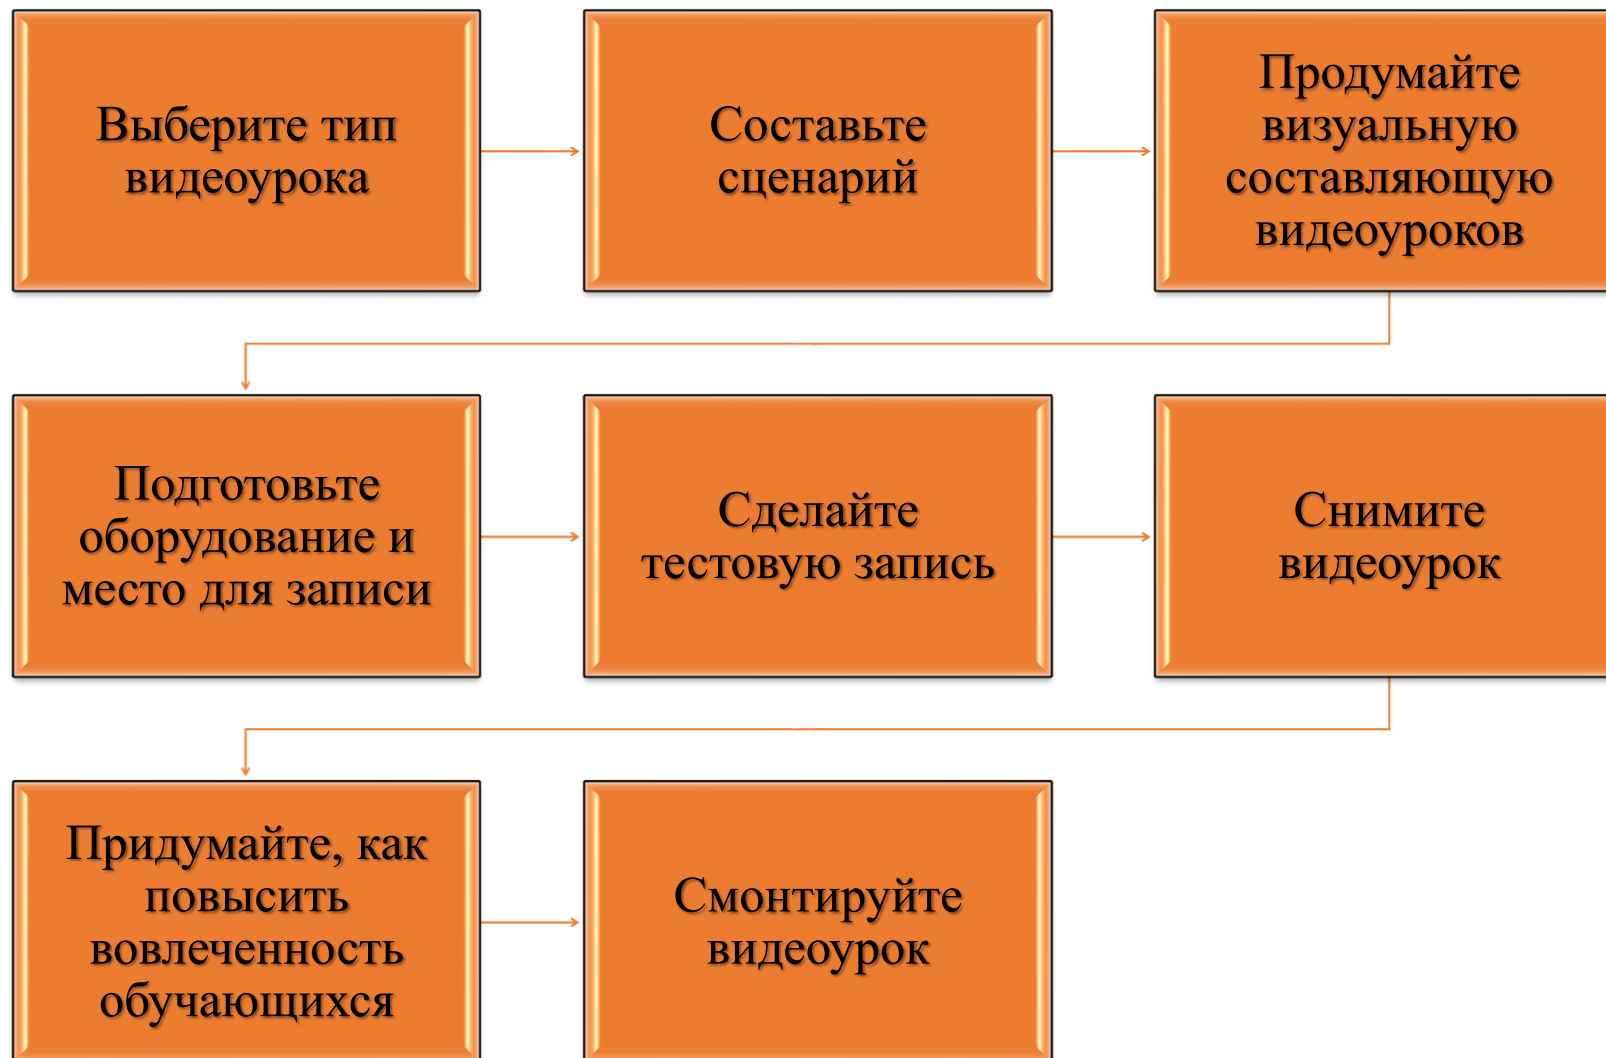 Выберите тип
видеоурока
Составьте
сценарий
Продумайте
визуальную
составляющую
видеоуроков
Подготовьте
оборудование и
место для записи
Сделайте
тестовую запись
Снимите
видеоурок
Придумайте, как
повысить
вовлеченность
обучающихся
Смонтируйте
видеоурок